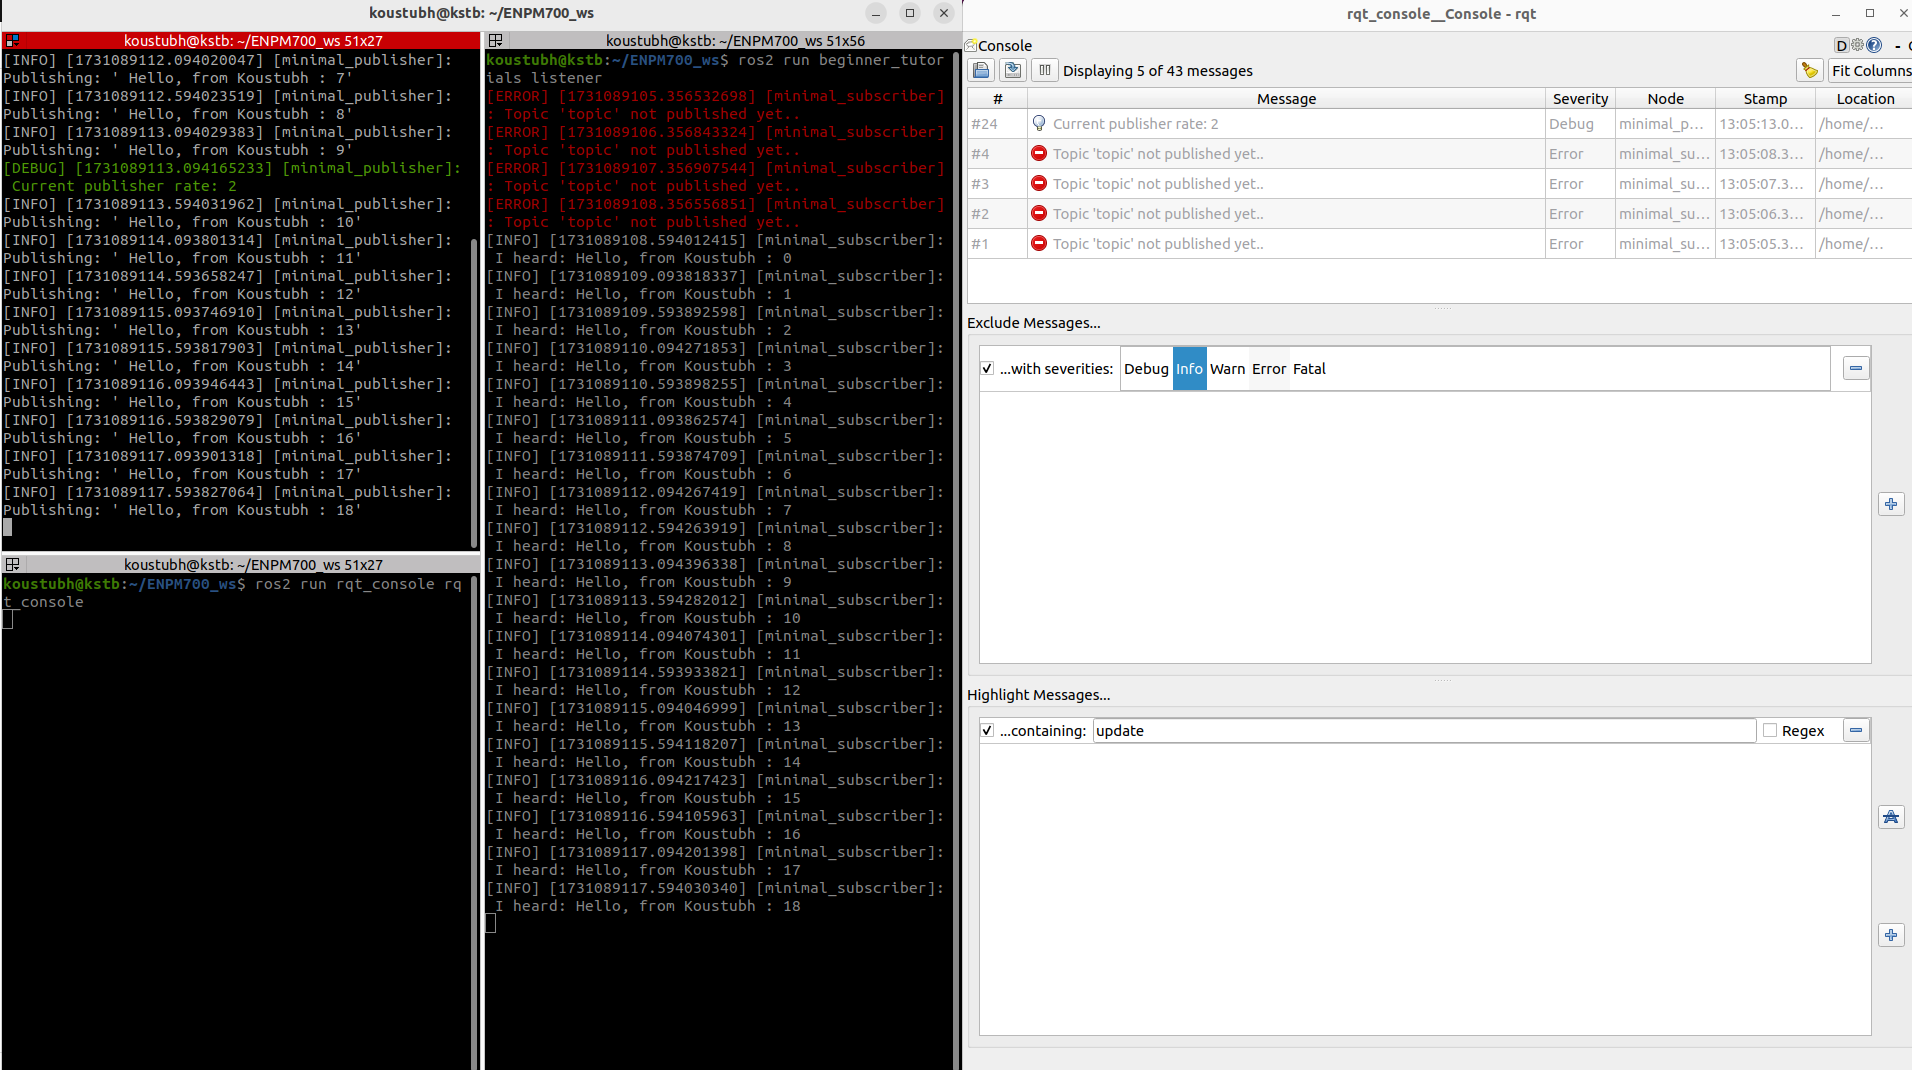 koustubh@kstb: ~/ENPM700_ws
koustubh@kstb: ~/ENPM700_ws 51x27
[INFO] [1731089112.094020047] [minimal_publisher]:
Publishing: ' Hello, from Koustubh : 7'
[INFO] [1731089112.594023519] [minimal_publisher]:
Publishing: ' Hello, from Koustubh : 8'
[INFO] [1731089113.094029383] [minimal_publisher]:
Publishing: ' Hello, from Koustubh : 9'
[DEBUG] [1731089113.094165233] [minimal_publisher]:
Current publisher rate: 2
[INFO] [1731089113.594031962] [minimal_publisher]:
Publishing: ' Hello, from Koustubh : 10'
[INFO] [1731089114.093801314] [minimal_publisher]:
Publishing: ' Hello, from Koustubh : 11'
[INFO] [1731089114.593658247] [minimal_publisher]:
Publishing: ' Hello, from Koustubh : 12'
[INFO] [1731089115.093746910] [minimal_publisher]:
Publishing: ' Hello, from Koustubh : 13'
[INFO] [1731089115.593817903] [minimal_publisher]:
Publishing: ' Hello, from Koustubh : 14'
[INFO] [1731089116.093946443] [minimal_publisher]:
Publishing: ' Hello, from Koustubh : 15'
[INFO] [1731089116.593829079] [minimal_publisher]:
Publishing: ' Hello, from Koustubh : 16'
[INFO] [1731089117.093901318] [minimal_publisher]:
Publishing: ' Hello, from Koustubh : 17'
[INFO] [1731089117.593827064] [minimal_publisher]:
Publishing: ' Hello, from Koustubh : 18'
koustubh@kstb: ~/ENPM700_ws 51x27
koustubh@kstb:~/ENPM700_ws$ ros2 run rqt_console rq
t_console
koustubh@kstb: ~/ENPM700_ws 51x56
koustubh@kstb:~/ENPM700_ws$ ros2 run beginner_tutor
ials listener
[ERROR] [1731089105.356532698] [minimal_subscriber]
: Topic 'topic' not published yet..
[ERROR] [1731089106.356843324] [minimal_subscriber]
: Topic 'topic' not published yet..
[ERROR] [1731089107.356907544] [minimal_subscriber]
: Topic 'topic' not published yet..
[ERROR] [1731089108.356556851] [minimal_subscriber]
: Topic 'topic' not published yet..
[INFO] [1731089108.594012415] [minimal_subscriber]:
I heard: Hello, from Koustubh : 0
[INFO] [1731089109.093818337] [minimal_subscriber]:
I heard: Hello, from Koustubh : 1
[INFO] [1731089109.593892598] [minimal_subscriber]:
I heard: Hello, from Koustubh : 2
[INFO] [1731089110.094271853] [minimal_subscriber]:
I heard: Hello, from Koustubh : 3
[INFO] [1731089110.593898255] [minimal_subscriber]:
I heard: Hello, from Koustubh : 4
[INFO] [1731089111.093862574] [minimal_subscriber]:
I heard: Hello, from Koustubh : 5
[INFO] [1731089111.593874709] [minimal_subscriber]:
I heard: Hello, from Koustubh : 6
[INFO] [1731089112.094267419] [minimal_subscriber]:
I heard: Hello, from Koustubh : 7
[INFO] [1731089112.594263919] [minimal_subscriber]:
I heard: Hello, from Koustubh : 8
[INFO] [1731089113.094396338] [minimal_subscriber]:
I heard: Hello, from Koustubh : 9
[INFO] [1731089113.594282012] [minimal_subscriber]:
I heard: Hello, from Koustubh : 10
[INFO] [1731089114.094074301] [minimal_subscriber]:
I heard: Hello, from Koustubh : 11
[INFO] [1731089114.593933821] [minimal_subscriber]:
I heard: Hello, from Koustubh : 12
[INFO] [1731089115.094046999] [minimal_subscriber]:
I heard: Hello, from Koustubh : 13
[INFO] [1731089115.594118207] [minimal_subscriber]:
I heard: Hello, from Koustubh : 14
[INFO] [1731089116.094217423] [minimal_subscriber]:
I heard: Hello, from Koustubh : 15
[INFO] [1731089116.594105963] [minimal_subscriber]:
I heard: Hello, from Koustubh : 16
[INFO] [1731089117.094201398] [minimal_subscriber]:
I heard: Hello, from Koustubh : 17
[INFO] [1731089117.594030340] [minimal_subscriber]:
I heard: Hello, from Koustubh : 18
rqt_console__Console - rqt
Console D -
Displaying 5 of 43 messages Fit Columns
# Message Severity Node Stamp Location
#24 Current publisher rate: 2 Debug minimal_p... 13:05:13.0... /home/...
#4 Topic 'topic' not published yet.. Error minimal_su... 13:05:08.3... /home/...
#3 Topic 'topic' not published yet.. Error minimal_su... 13:05:07.3... /home/...
#2 Topic 'topic' not published yet.. Error minimal_su... 13:05:06.3... /home/...
#1 Topic 'topic' not published yet.. Error minimal_su... 13:05:05.3... /home/...
Exclude Messages...
...with severities: Debug Info Warn Error Fatal
Highlight Messages...
...containing: update Regex